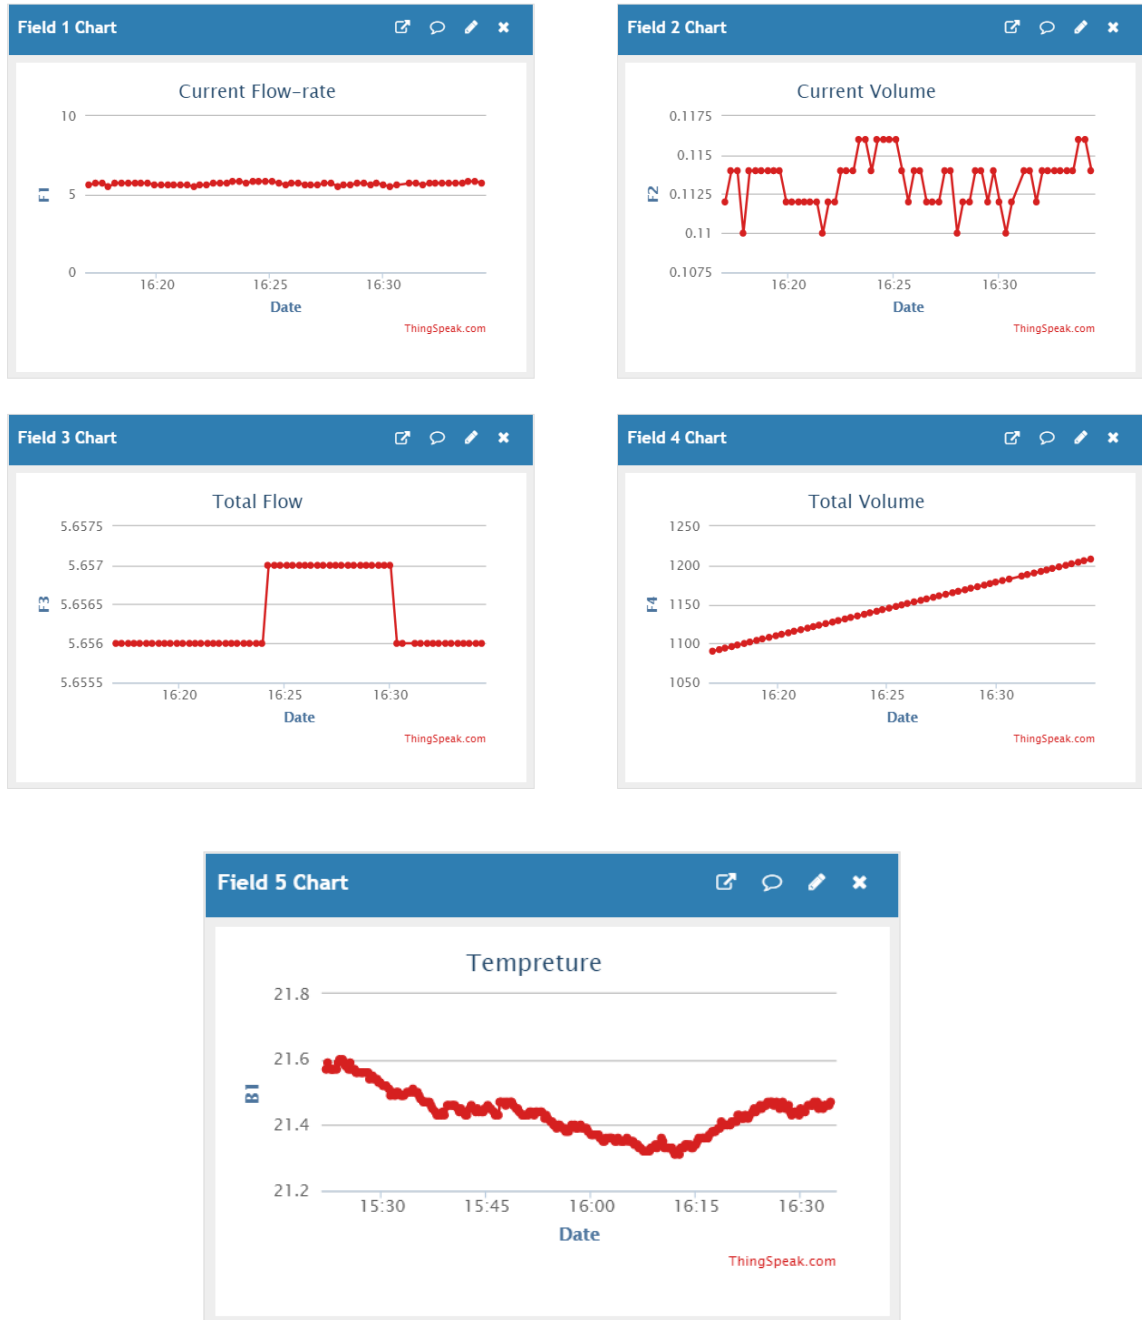 Field 1 Chart
Current Flow-rate
10
5
0
F1
16:20 16:25 16:30
Date
ThingSpeak.com
Field 2 Chart
Current Volume
0.1175
0.115
0.1125
0.11
0.1075
F2
16:20 16:25 16:30
Date
ThingSpeak.com
Field 3 Chart
Total Flow
5.6575
5.657
5.6565
5.656
5.6555
F3
16:20 16:25 16:30
Date
ThingSpeak.com
Field 4 Chart
Total Volume
1250
1200
1150
1100
1050
F4
16:20 16:25 16:30
Date
ThingSpeak.com
Field 5 Chart
Tempreture
21.8
21.6
21.4
21.2
B1
15:30 15:45 16:00 16:15 16:30
Date
ThingSpeak.com